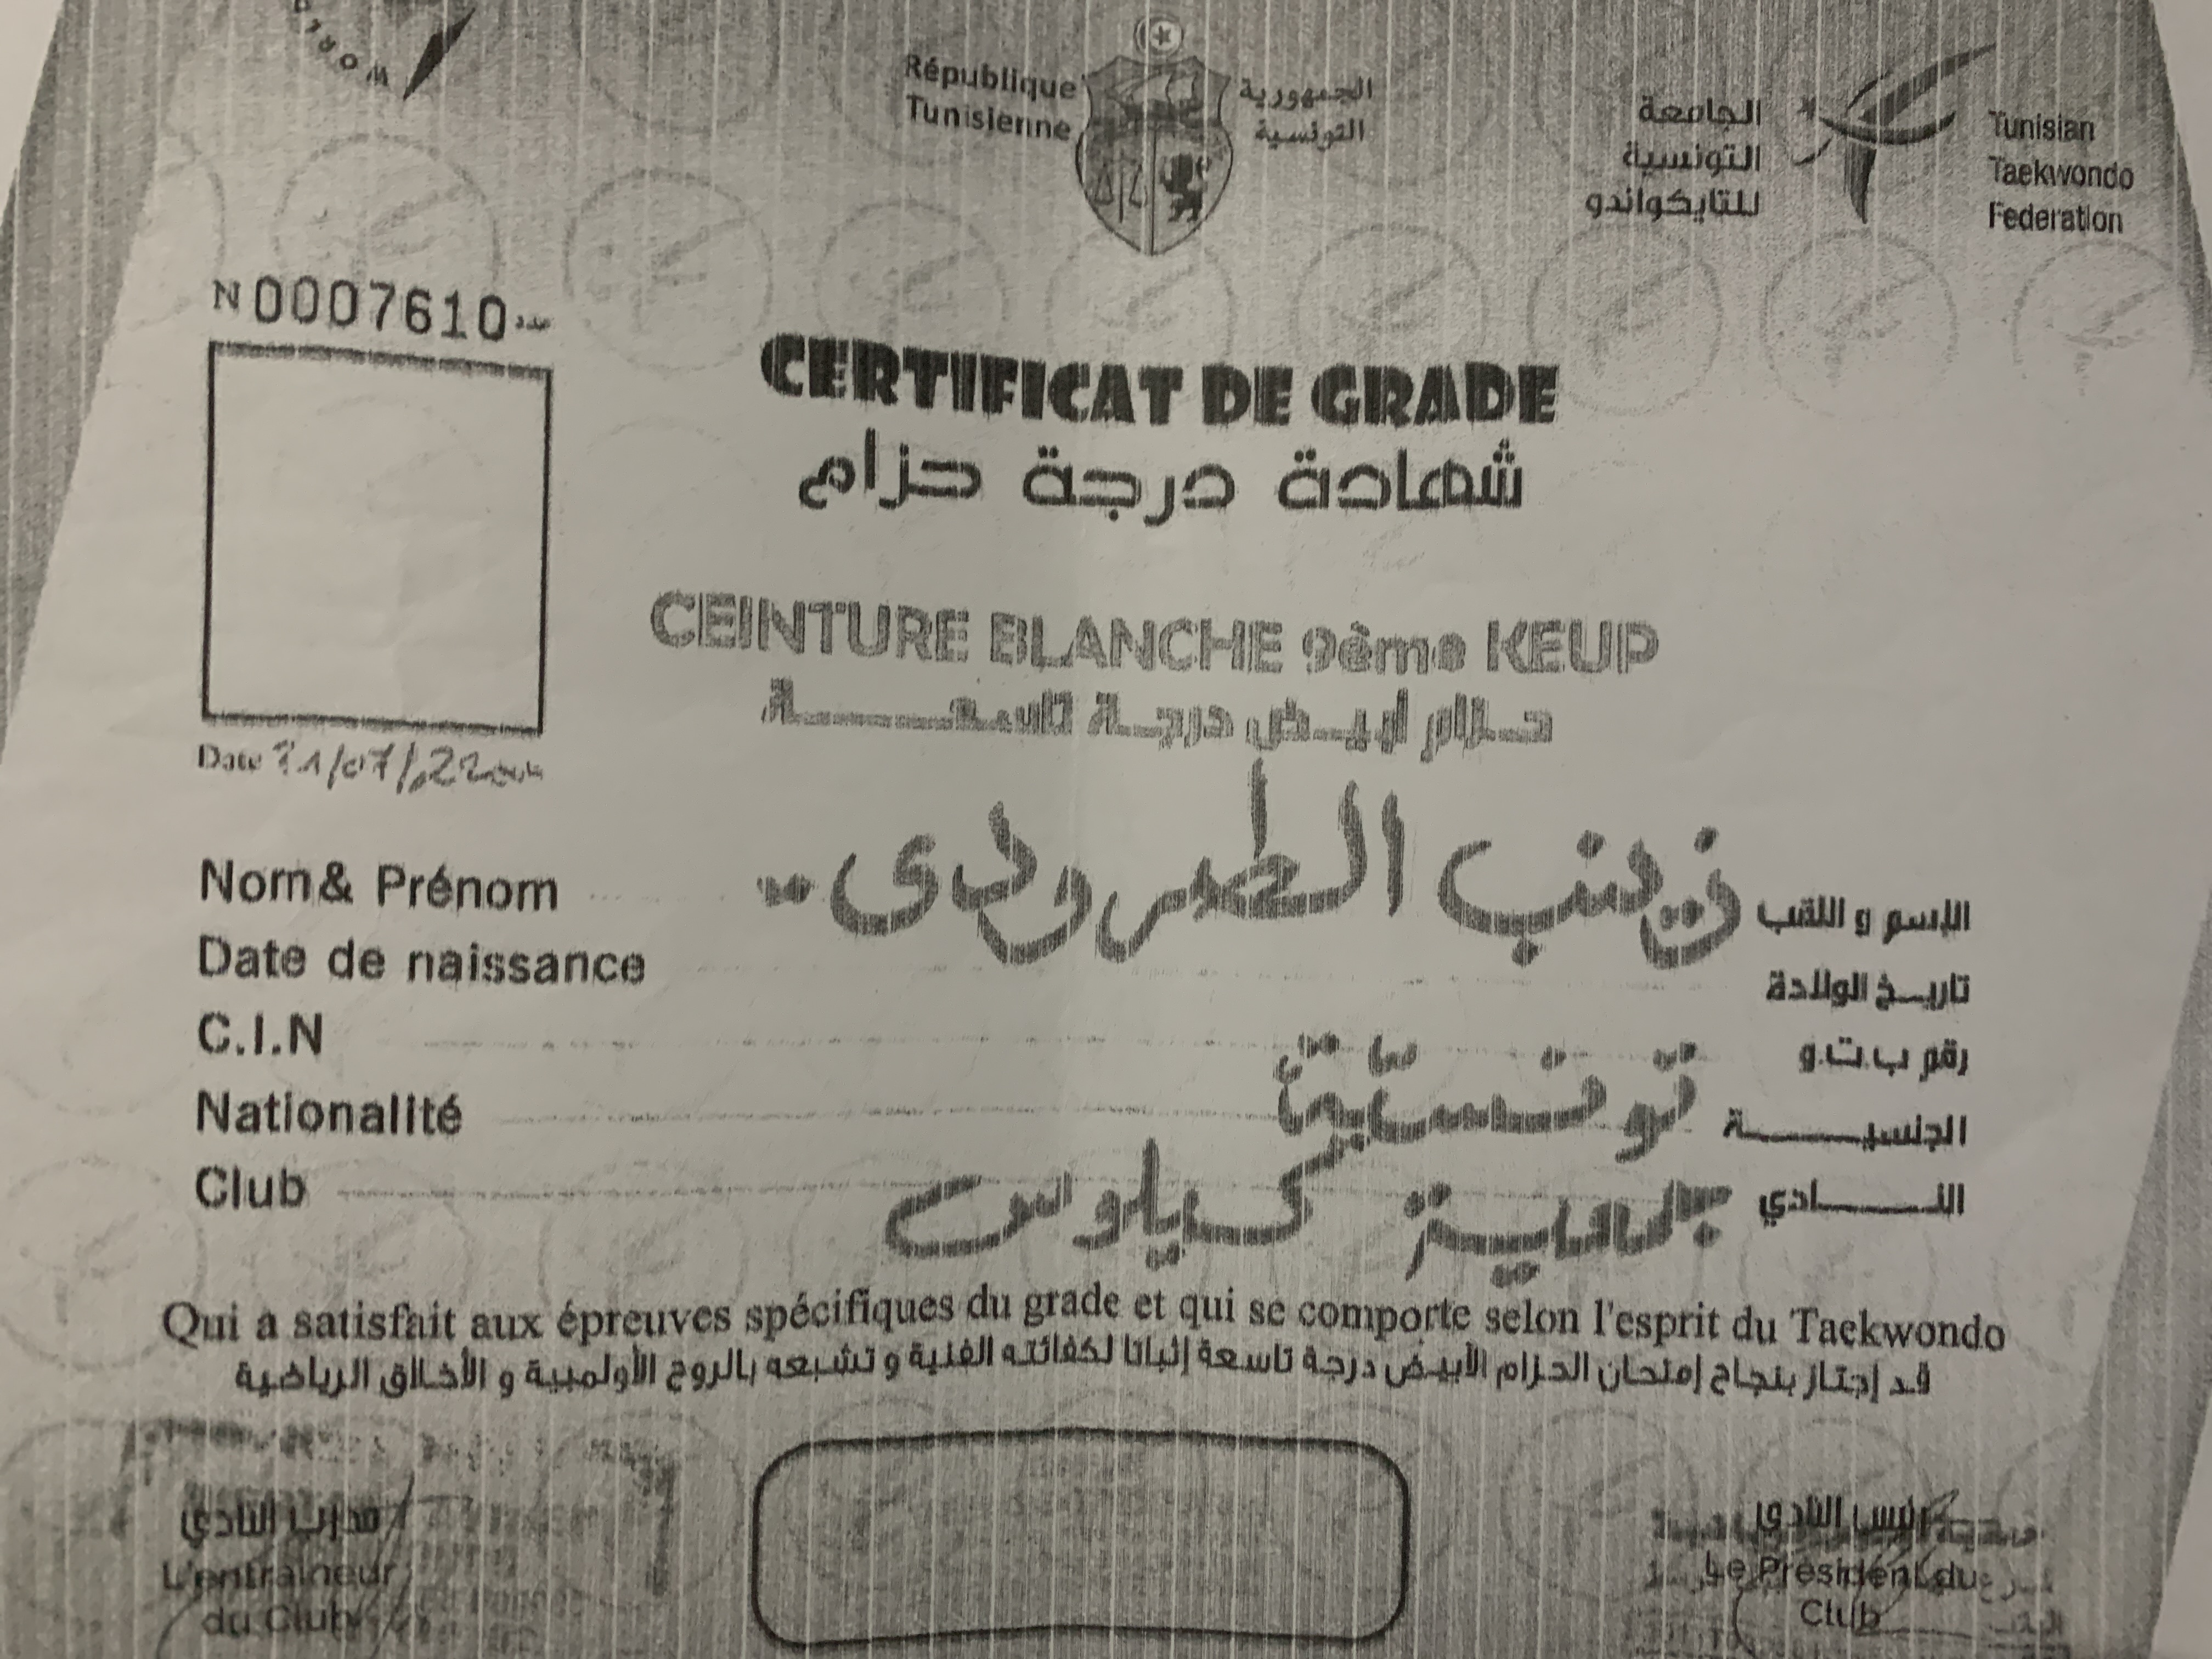 WORL
République
Tunisienne
الجمهورية
التونسية
الجامعة
التونسية
للتايكواندو
Tunisian
Taekwondo
Federation
N 0007610 عدد
CERTIFICAT DE GRADE
شهادة درجة حزام
CEINTURE BLANCHE 9ème KEUP
حزام أبيض درجة تاسعة
Date
Nom& Prénom زينب الطرودي الإسم و اللقب
Date de naissance تاريخ الولادة
C.I.N رقم ب.ت.و
Nationalité تونسية الجنسية
Club كيلوس النادي
Qui a satisfait aux épreuves spécifiques du grade et qui se comporte selon l'esprit du Taekwondo
قد إجتاز بنجاح إمتحان الحزام الأبيض درجة تاسعة إثباتا لكفائته الفنية و تشبعه بالروح الأولمبية و الأخلاق الرياضية
مدرب النادي
L'entraîneur
du Club
رئيس النادي
Le Président du
Club